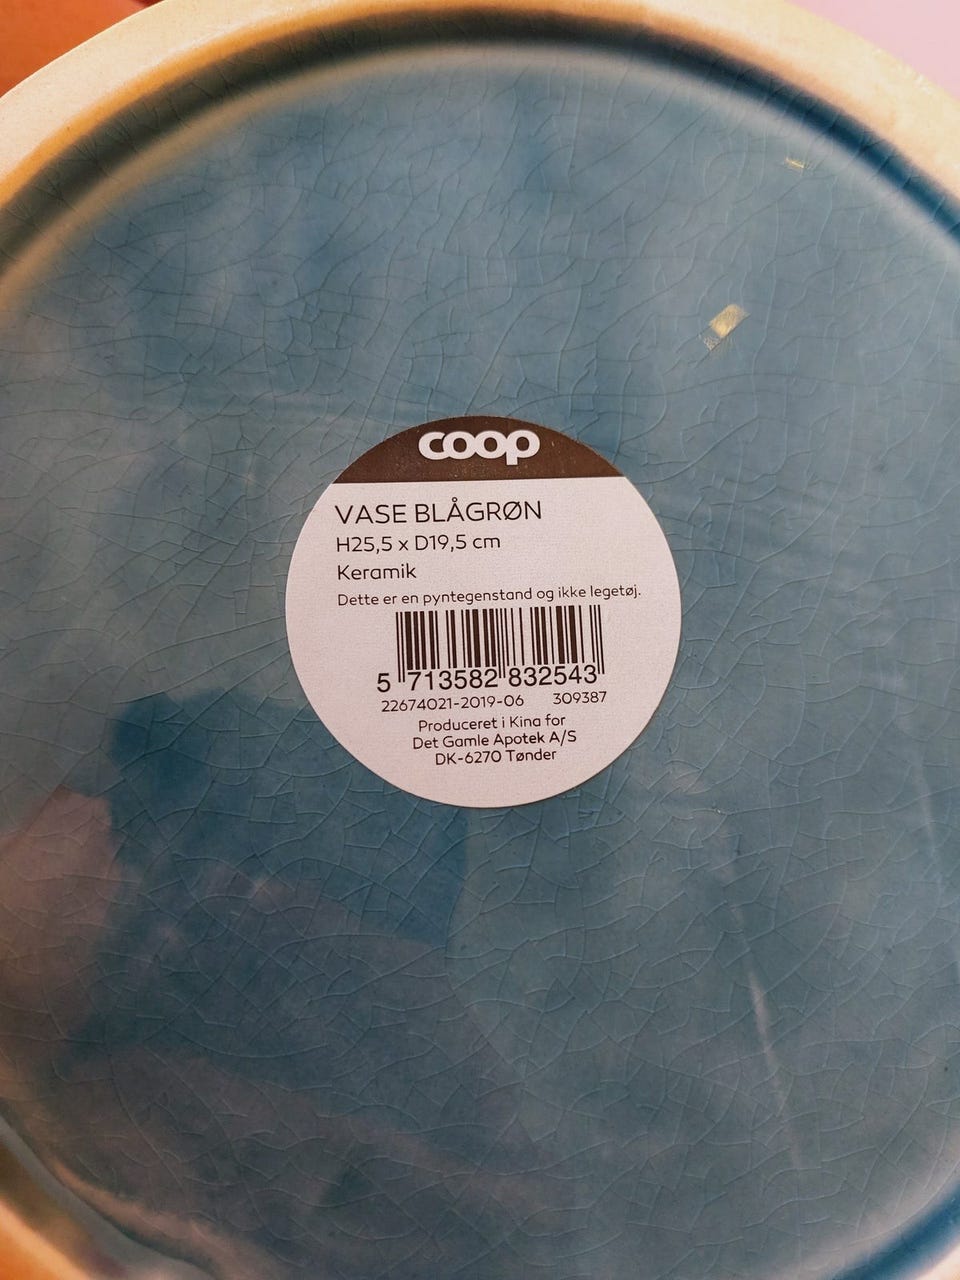 coop
VASE BLÅGRØN
H25,5 x D19,5 cm
Keramik
Dette er en pyntegenstand og ikke legetøj.
5 713582 832543
22674021-2019-06 309387
Produceret i Kina for
Det Gamle Apotek A/S
DK-6270 Tønder